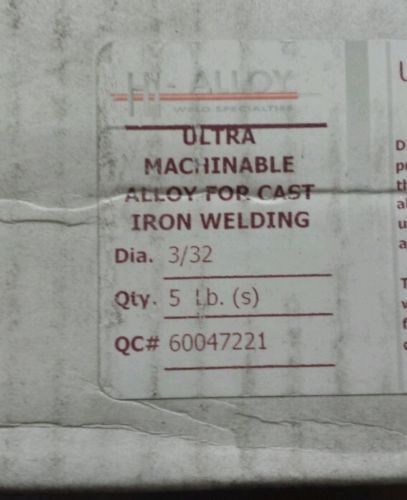 HI-ALLOY
WELD SPECIALTIES
ULTRA
MACHINABLE
ALLOY FOR CAST
IRON WELDING
Dia. 3/32
Qty. 5 Lb. (s)
QC# 60047221